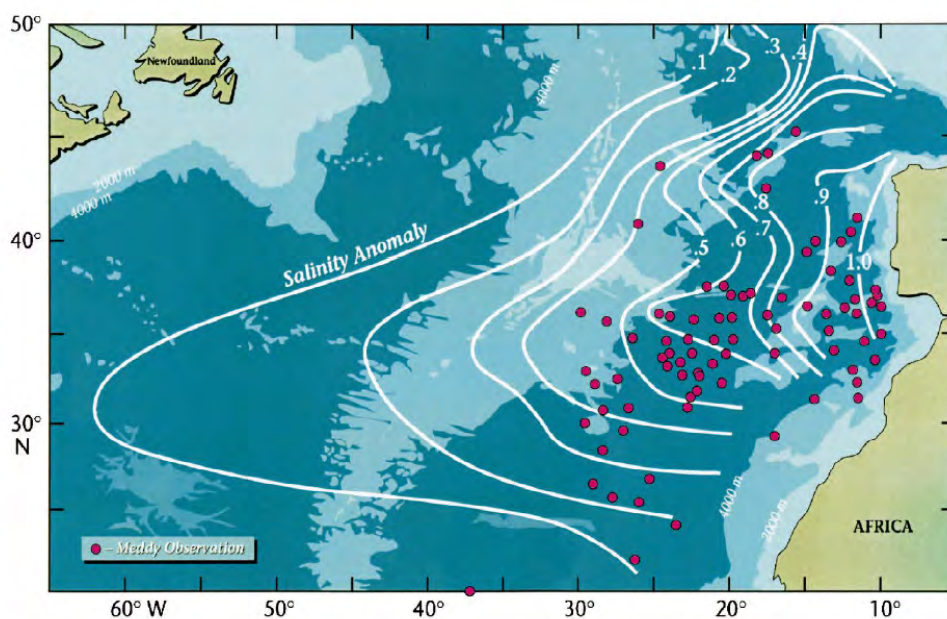 50°
Newfoundland
.1
.2
.3
.4
4000 m
2000 m
4000 m
40°
Salinity Anomaly
.5
.6
.7
.8
.9
1.0
30°
N
4000 m
2000 m
AFRICA
– Meddy Observation
60° W
40°
30°
20°
10°